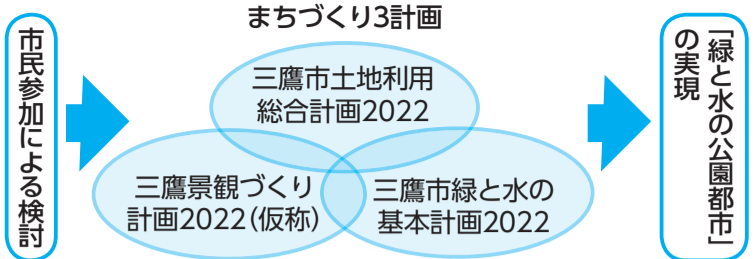 まちづくり3計画
市民参加による検討
三鷹市土地利用
総合計画2022
三鷹景観づくり
計画2022(仮称)
三鷹市緑と水の
基本計画2022
「緑と水の公園都市」
の実現